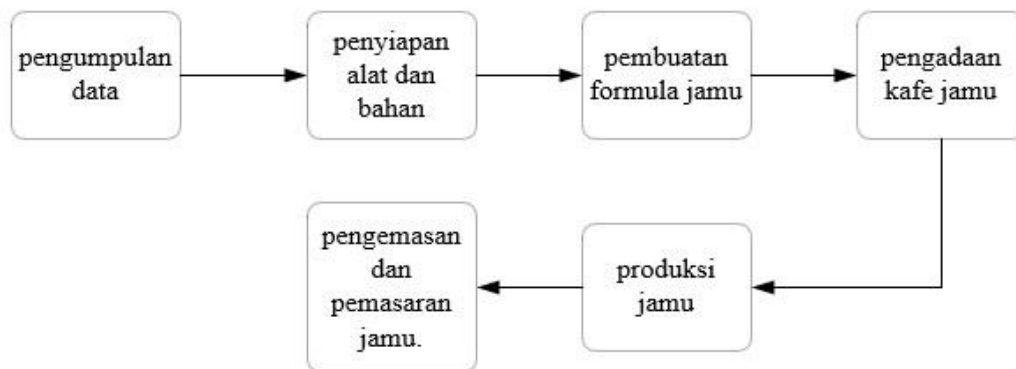 pengumpulan
data
penyiapan
alat dan
bahan
pembuatan
formula jamu
pengadaan
kafe jamu
produksi
jamu
pengemasan
dan
pemasaran
jamu.